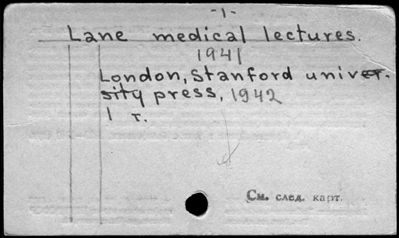 -1-
Lane medical lectures.
1941
London, Stanford univer-
sity press, 1942
1 т.
См. след. карт.